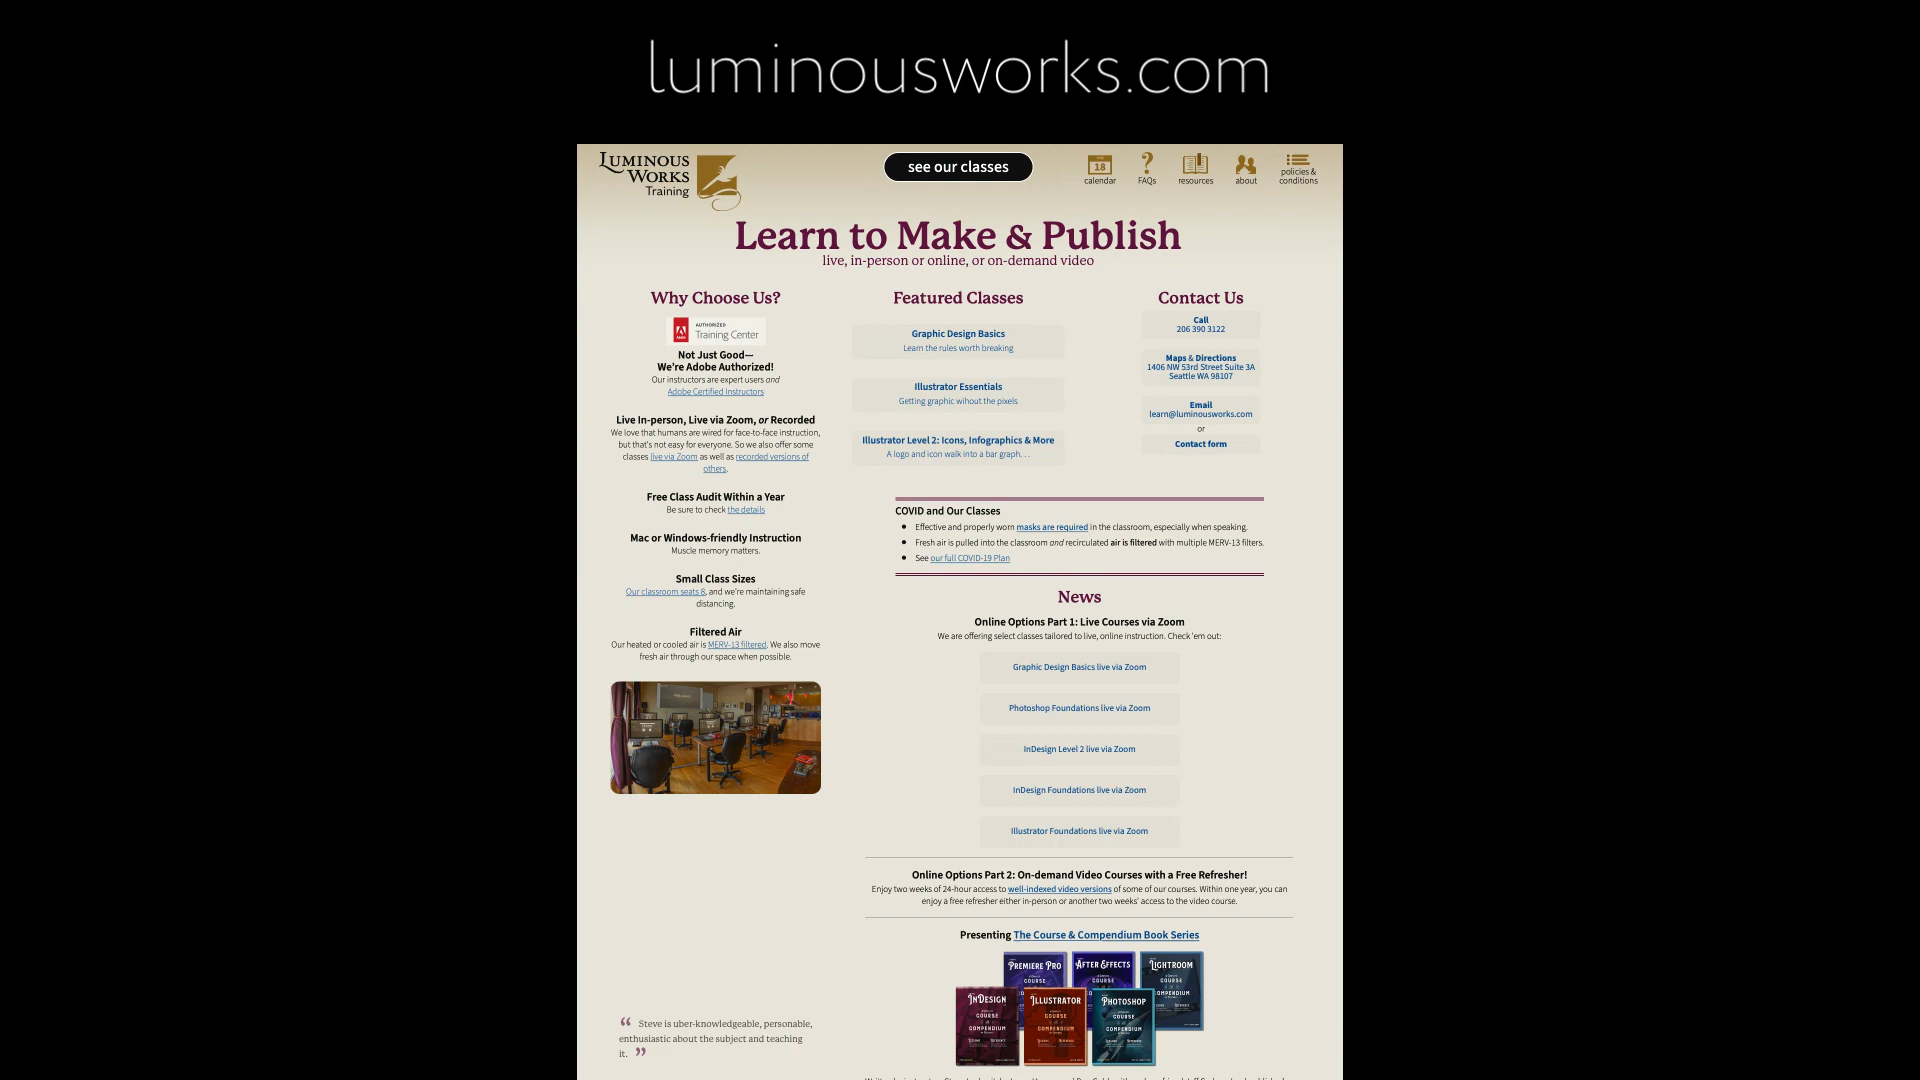 luminousworks.com
LUMINOUS
WORKS
Training
see our classes
18
calendar
FAQs
resources
about
policies &
conditions
Learn to Make & Publish
live, in-person or online, or on-demand video
Why Choose Us?
AUTHORIZED
Training Center
Adobe
Not Just Good—
We're Adobe Authorized!
Our instructors are expert users and
Adobe Certified Instructors
Live In-person, Live via Zoom, or Recorded
We love that humans are wired for face-to-face instruction,
but that's not easy for everyone. So we also offer some
classes live via Zoom as well as recorded versions of
others.
Free Class Audit Within a Year
Be sure to check the details
Mac or Windows-friendly Instruction
Muscle memory matters.
Small Class Sizes
Our classroom seats 8, and we're maintaining safe
distancing.
Filtered Air
Our heated or cooled air is MERV-13 filtered. We also move
fresh air through our space when possible.
“ Steve is uber-knowledgeable, personable,
enthusiastic about the subject and teaching
it. ”
Featured Classes
Graphic Design Basics
Learn the rules worth breaking
Illustrator Essentials
Getting graphic wihout the pixels
Illustrator Level 2: Icons, Infographics & More
A logo and icon walk into a bar graph…
Contact Us
Call
206 390 3122
Maps & Directions
1406 NW 53rd Street Suite 3A
Seattle WA 98107
Email
learn@luminousworks.com
or
Contact form
COVID and Our Classes
• Effective and properly worn masks are required in the classroom, especially when speaking.
• Fresh air is pulled into the classroom and recirculated air is filtered with multiple MERV-13 filters.
• See our full COVID-19 Plan
News
Online Options Part 1: Live Courses via Zoom
We are offering select classes tailored to live, online instruction. Check 'em out:
Graphic Design Basics live via Zoom
Photoshop Foundations live via Zoom
InDesign Level 2 live via Zoom
InDesign Foundations live via Zoom
Illustrator Foundations live via Zoom
Online Options Part 2: On-demand Video Courses with a Free Refresher!
Enjoy two weeks of 24-hour access to well-indexed video versions of some of our courses. Within one year, you can
enjoy a free refresher either in-person or another two weeks' access to the video course.
Presenting The Course & Compendium Book Series
PREMIERE PRO
COURSE
AFTER EFFECTS
COURSE
LIGHTROOM
COURSE
COMPENDIUM
INDESIGN
COURSE
COMPENDIUM
ILLUSTRATOR
COURSE
COMPENDIUM
PHOTOSHOP
COURSE
COMPENDIUM